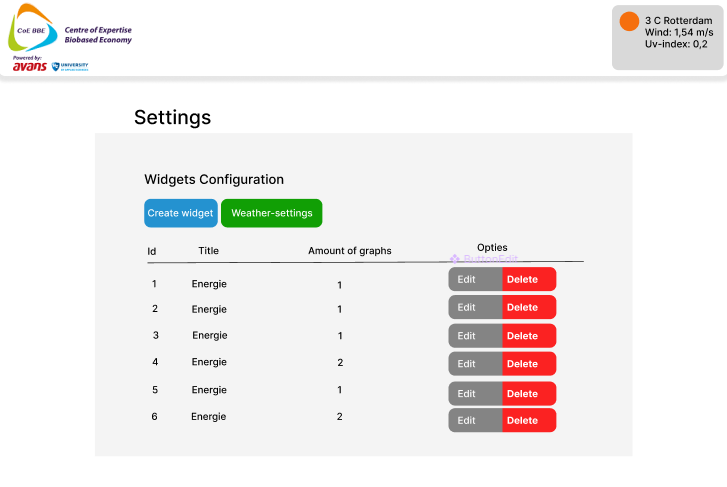 CoE BBE
Centre of Expertise
Biobased Economy
Powered by:
avans
UNIVERSITY
OF APPLIED SCIENCES
3 C Rotterdam
Wind: 1,54 m/s
Uv-index: 0,2
Settings
Widgets Configuration
Create widget Weather-settings
Id Title Amount of graphs Opties
ButtonEdit
1 Energie 1 Edit Delete
2 Energie 1 Edit Delete
3 Energie 1 Edit Delete
4 Energie 2 Edit Delete
5 Energie 1 Edit Delete
6 Energie 2 Edit Delete